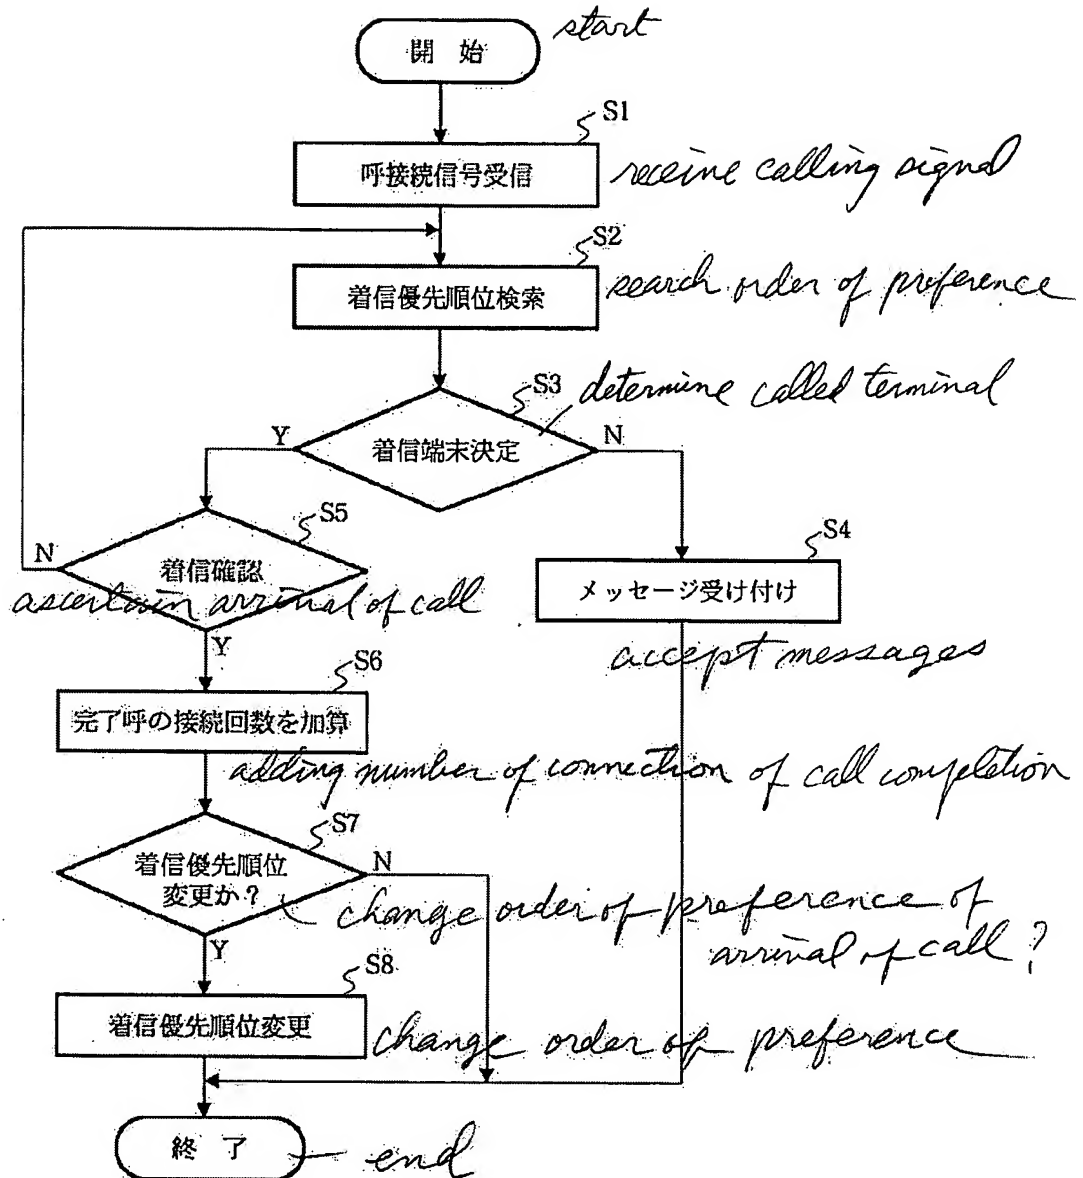 開 始
start
S1
呼接続信号受信
receive calling signal
S2
着信優先順位検索
search order of preference
S3
determine called terminal
Y
着信端末決定
N
S5
N
着信確認
ascertain arrival of call
Y
S4
メッセージ受け付け
accept messages
S6
完了呼の接続回数を加算
adding number of connection of call completion
S7
着信優先順位
変更か?
N
change order of preference of
arrival of call ?
Y
S8
着信優先順位変更
change order of preference
終 了
end